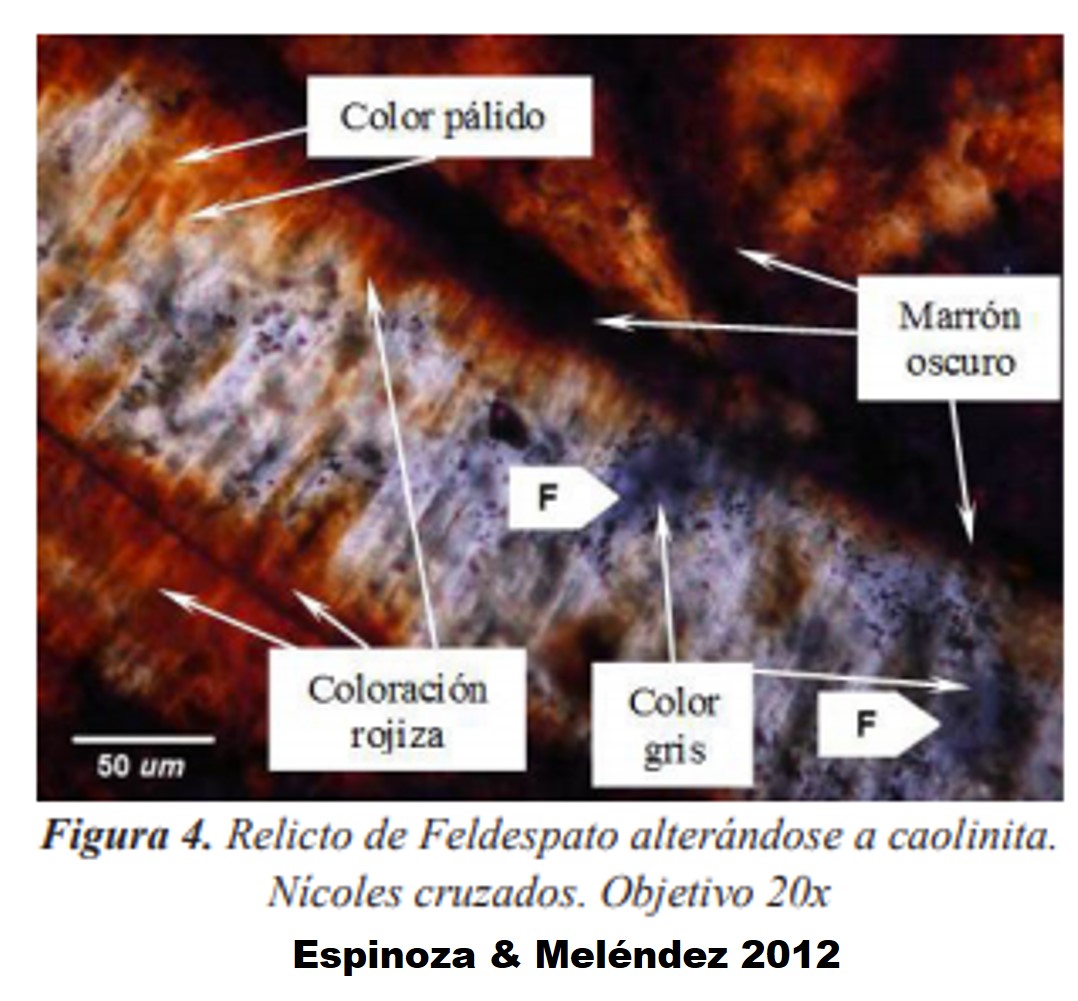 Color pálido
Marrón
oscuro
F
Coloración
rojiza
Color
gris
F
50 um
Figura 4. Relicto de Feldespato alterándose a caolinita.
Nícoles cruzados. Objetivo 20x
Espinoza & Meléndez 2012